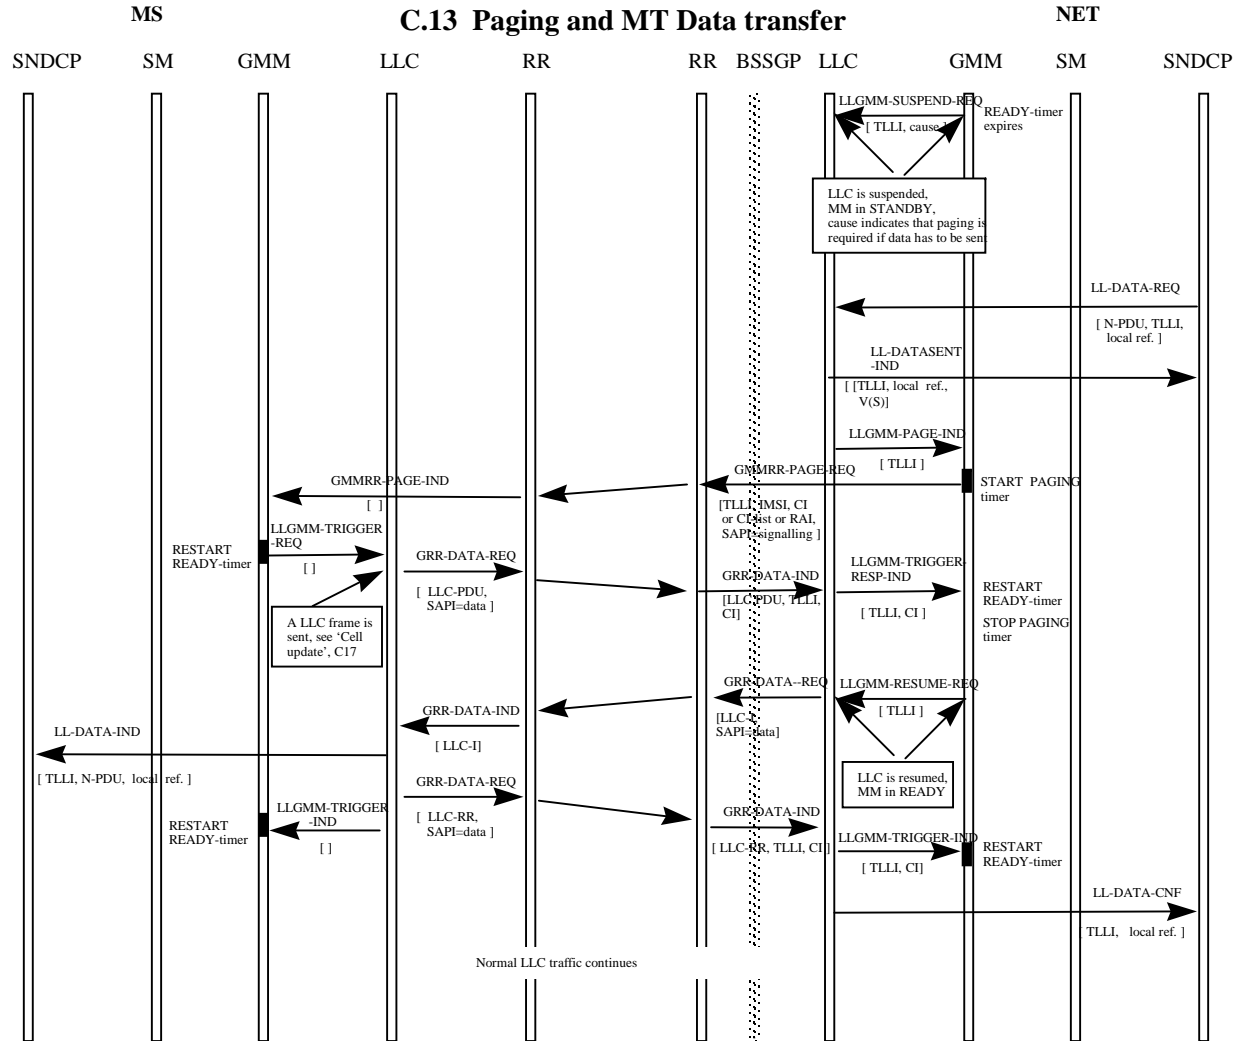 MS
C.13 Paging and MT Data transfer
NET
SNDCP SM GMM LLC RR RR BSSGP LLC GMM SM SNDCP
LLGMM-SUSPEND-REQ
[ TLLI, cause ]
READY-timer
expires
LLC is suspended,
MM in STANDBY,
cause indicates that paging is
required if data has to be sent
LL-DATA-REQ
[ N-PDU, TLLI,
local ref. ]
LL-DATASENT
-IND
[ [TLLI, local ref.,
V(S)]
LLGMM-PAGE-IND
[ TLLI ]
GMMRR-PAGE-REQ
START PAGING
timer
[TLLI, IMSI, CI
or CI-list or RAI,
SAPI=signalling ]
GMMRR-PAGE-IND
[ ]
LLGMM-TRIGGER
-REQ
[ ]
RESTART
READY-timer
GRR-DATA-REQ
[ LLC-PDU,
SAPI=data ]
A LLC frame is
sent, see ‘Cell
update’, C17
GRR-DATA-IND
[LLC-PDU, TLLI,
CI]
LLGMM-TRIGGER-
RESP-IND
[ TLLI, CI ]
RESTART
READY-timer
STOP PAGING
timer
GRR-DATA--REQ
[LLC-I,
SAPI=data]
LLGMM-RESUME-REQ
[ TLLI ]
LLC is resumed,
MM in READY
GRR-DATA-IND
[ LLC-I]
LL-DATA-IND
[ TLLI, N-PDU, local ref. ]
GRR-DATA-REQ
[ LLC-RR,
SAPI=data ]
LLGMM-TRIGGER
-IND
[ ]
RESTART
READY-timer
GRR-DATA-IND
[ LLC-RR, TLLI, CI ]
LLGMM-TRIGGER-IND
[ TLLI, CI]
RESTART
READY-timer
LL-DATA-CNF
[ TLLI, local ref. ]
Normal LLC traffic continues